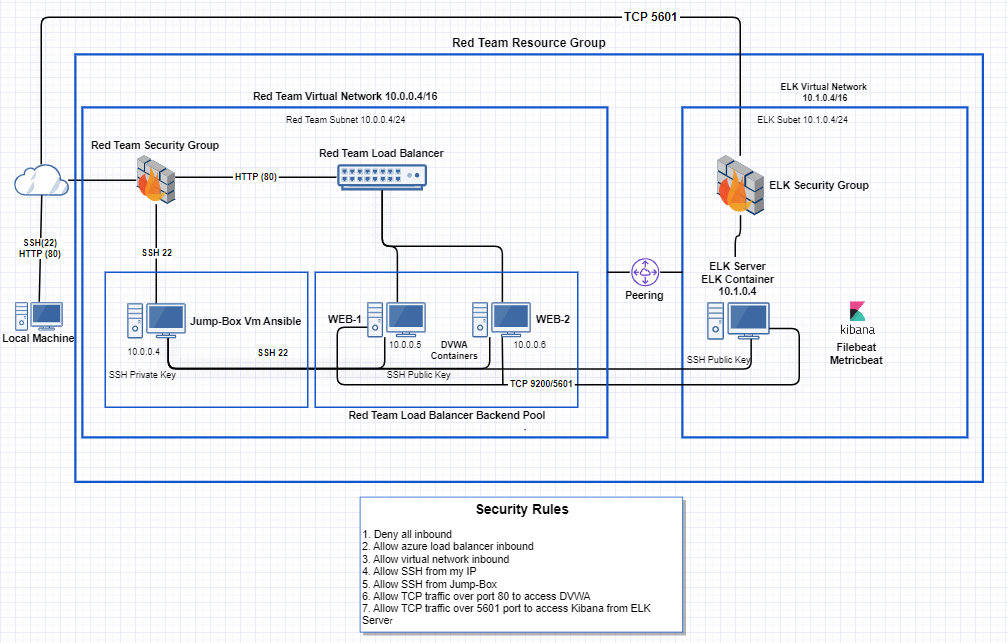 TCP 5601
Red Team Resource Group
Red Team Virtual Network 10.0.0.4/16
ELK Virtual Network
10.1.0.4/16
Red Team Subnet 10.0.0.4/24
ELK Subet 10.1.0.4/24
Red Team Security Group
Red Team Load Balancer
HTTP (80)
ELK Security Group
SSH(22)
HTTP (80)
SSH 22
Peering
ELK Server
ELK Container
10.1.0.4
Local Machine
Jump-Box Vm Ansible
10.0.0.4
SSH Private Key
SSH 22
WEB-1
10.0.0.5
DVWA
Containers
WEB-2
10.0.0.6
SSH Public Key
TCP 9200/5601
SSH Public Key
kibana
Filebeat
Metricbeat
Red Team Load Balancer Backend Pool
Security Rules
1. Deny all inbound
2. Allow azure load balancer inbound
3. Allow virtual network inbound
4. Allow SSH from my IP
5. Allow SSH from Jump-Box
6. Allow TCP traffic over port 80 to access DVWA
7. Allow TCP traffic over 5601 port to access Kibana from ELK
Server